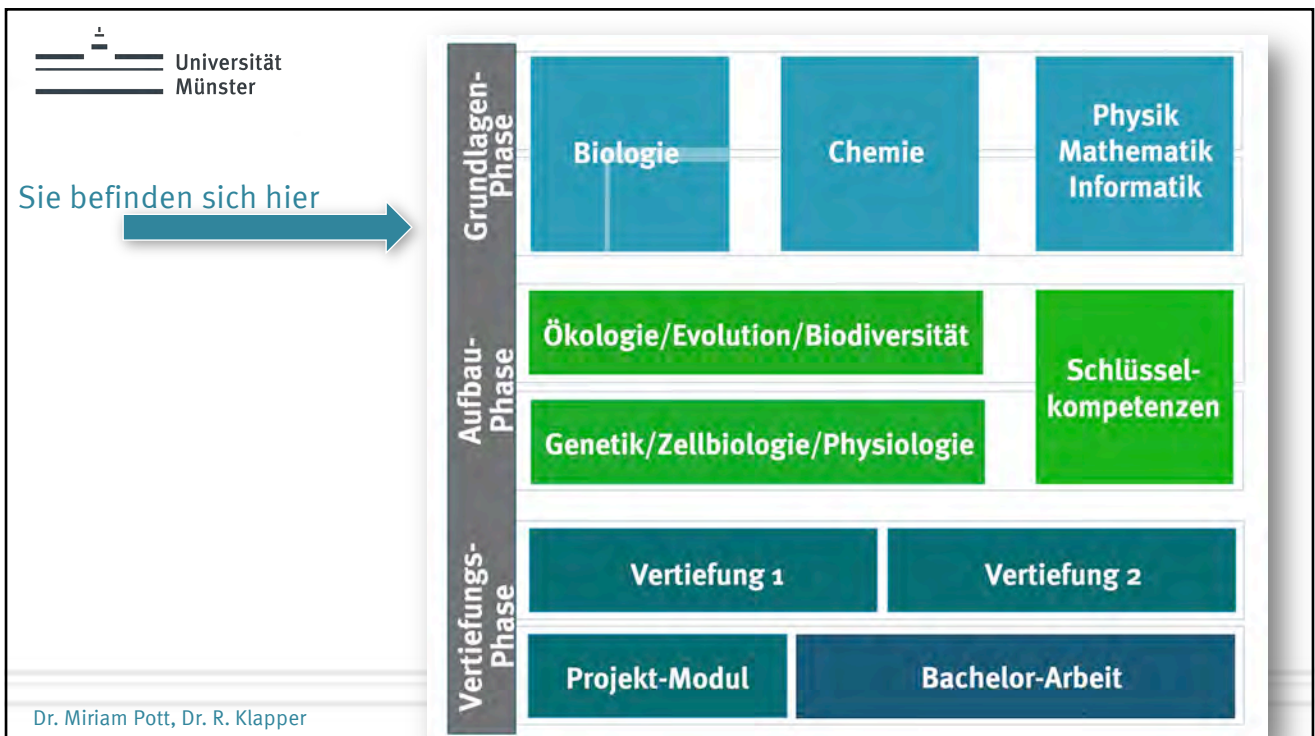 Universität
Münster
Sie befinden sich hier
Grundlagen-
Phase
Biologie
Chemie
Physik
Mathematik
Informatik
Aufbau-
Phase
Ökologie/Evolution/Biodiversität
Genetik/Zellbiologie/Physiologie
Schlüssel-
kompetenzen
Vertiefungs-
Phase
Vertiefung 1
Vertiefung 2
Projekt-Modul
Bachelor-Arbeit
Dr. Miriam Pott, Dr. R. Klapper